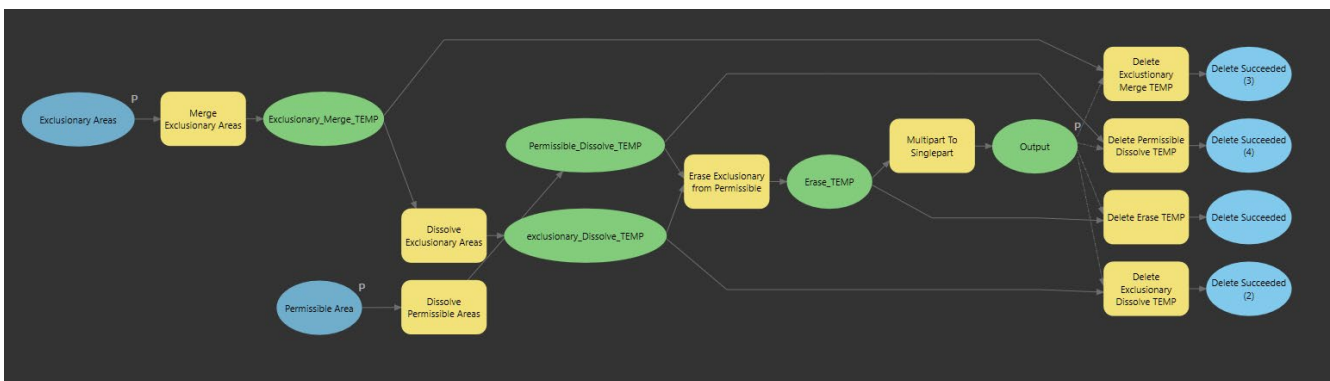 Exclusionary Areas
P
Merge
Exclusionary Areas
Exclusionary_Merge_TEMP
Permissible Area
P
Dissolve
Exclusionary Areas
Dissolve
Permissible Areas
Permissible_Dissolve_TEMP
exclusionary_Dissolve_TEMP
Erase Exclusionary
from Permissible
Erase_TEMP
Multipart To
Singlepart
Output
P
Delete
Exclustionary
Merge TEMP
Delete Succeeded
(3)
Delete Permissible
Dissolve TEMP
Delete Succeeded
(4)
Delete Erase TEMP
Delete Succeeded
Delete
Exclusionary
Dissolve TEMP
Delete Succeeded
(2)